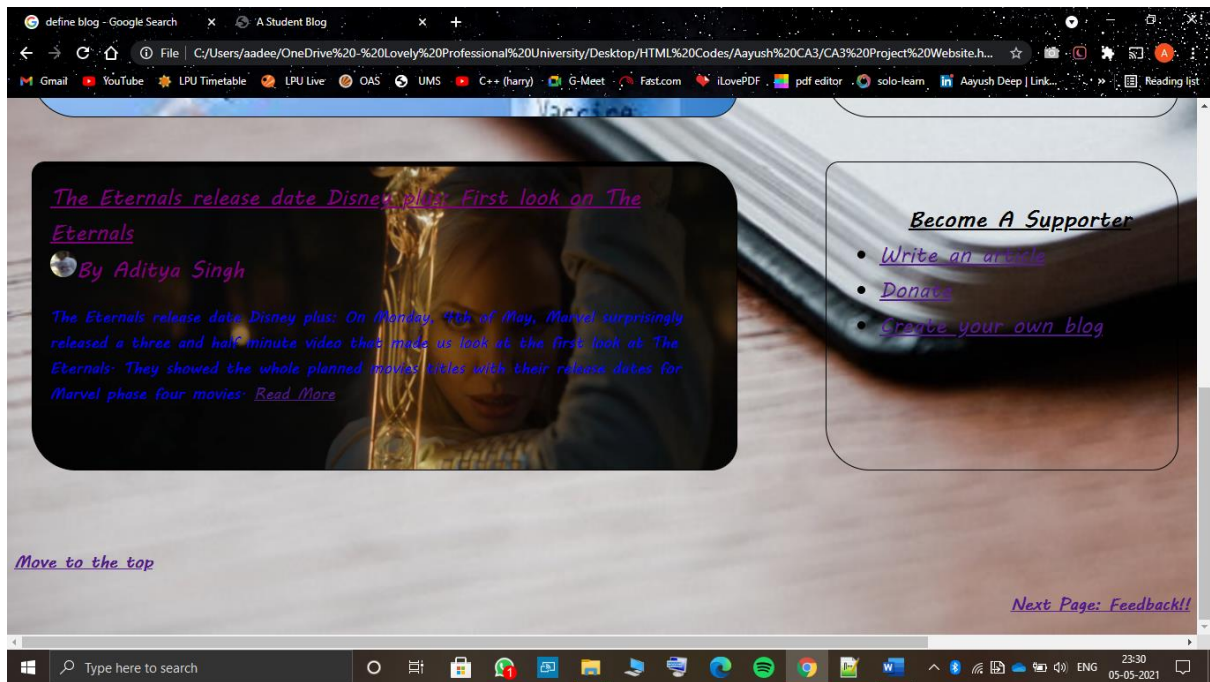 define blog - Google Search
A Student Blog
File
C:/Users/aadee/OneDrive%20-%20Lovely%20Professional%20University/Desktop/HTML%20Codes/Aayush%20CA3/CA3%20Project%20Website.h...
A
Gmail YouTube LPU Timetable LPU Live OAS UMS C++ (harry) G-Meet Fast.com iLovePDF pdf editor solo-learn Aayush Deep | Link... » Reading list
Vaccine
The Eternals release date Disney plus: First look on The
Eternals
By Aditya Singh
The Eternals release date Disney plus: On Monday, 4th of May, Marvel surprisingly
released a three and half minute video that made us look at the first look at The
Eternals. They showed the whole planned movies titles with their release dates for
Marvel phase four movies. Read More
Become A Supporter
Write an article
Donate
Create your own blog
Move to the top
Next Page: Feedback!!
Type here to search
1
W
ENG
23:30
05-05-2021